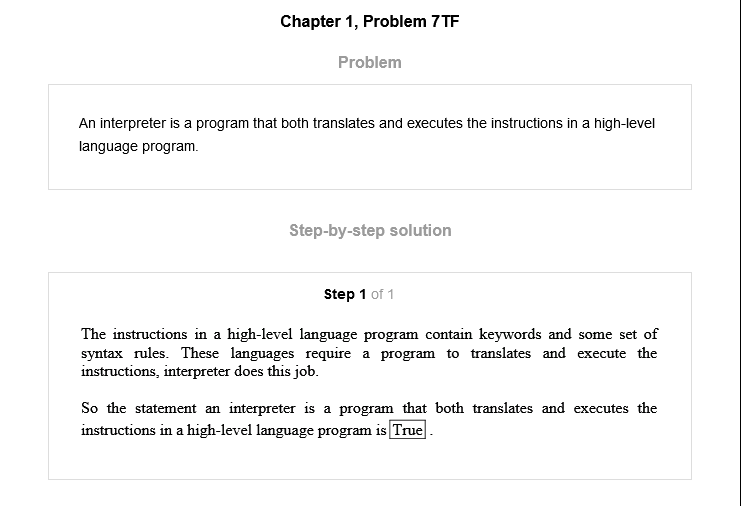 Chapter 1, Problem 7TF
Problem
An interpreter is a program that both translates and executes the instructions in a high-level
language program.
Step-by-step solution
Step 1 of 1
The instructions in a high-level language program contain keywords and some set of
syntax rules. These languages require a program to translates and execute the
instructions, interpreter does this job.
So the statement an interpreter is a program that both translates and executes the
instructions in a high-level language program is True .